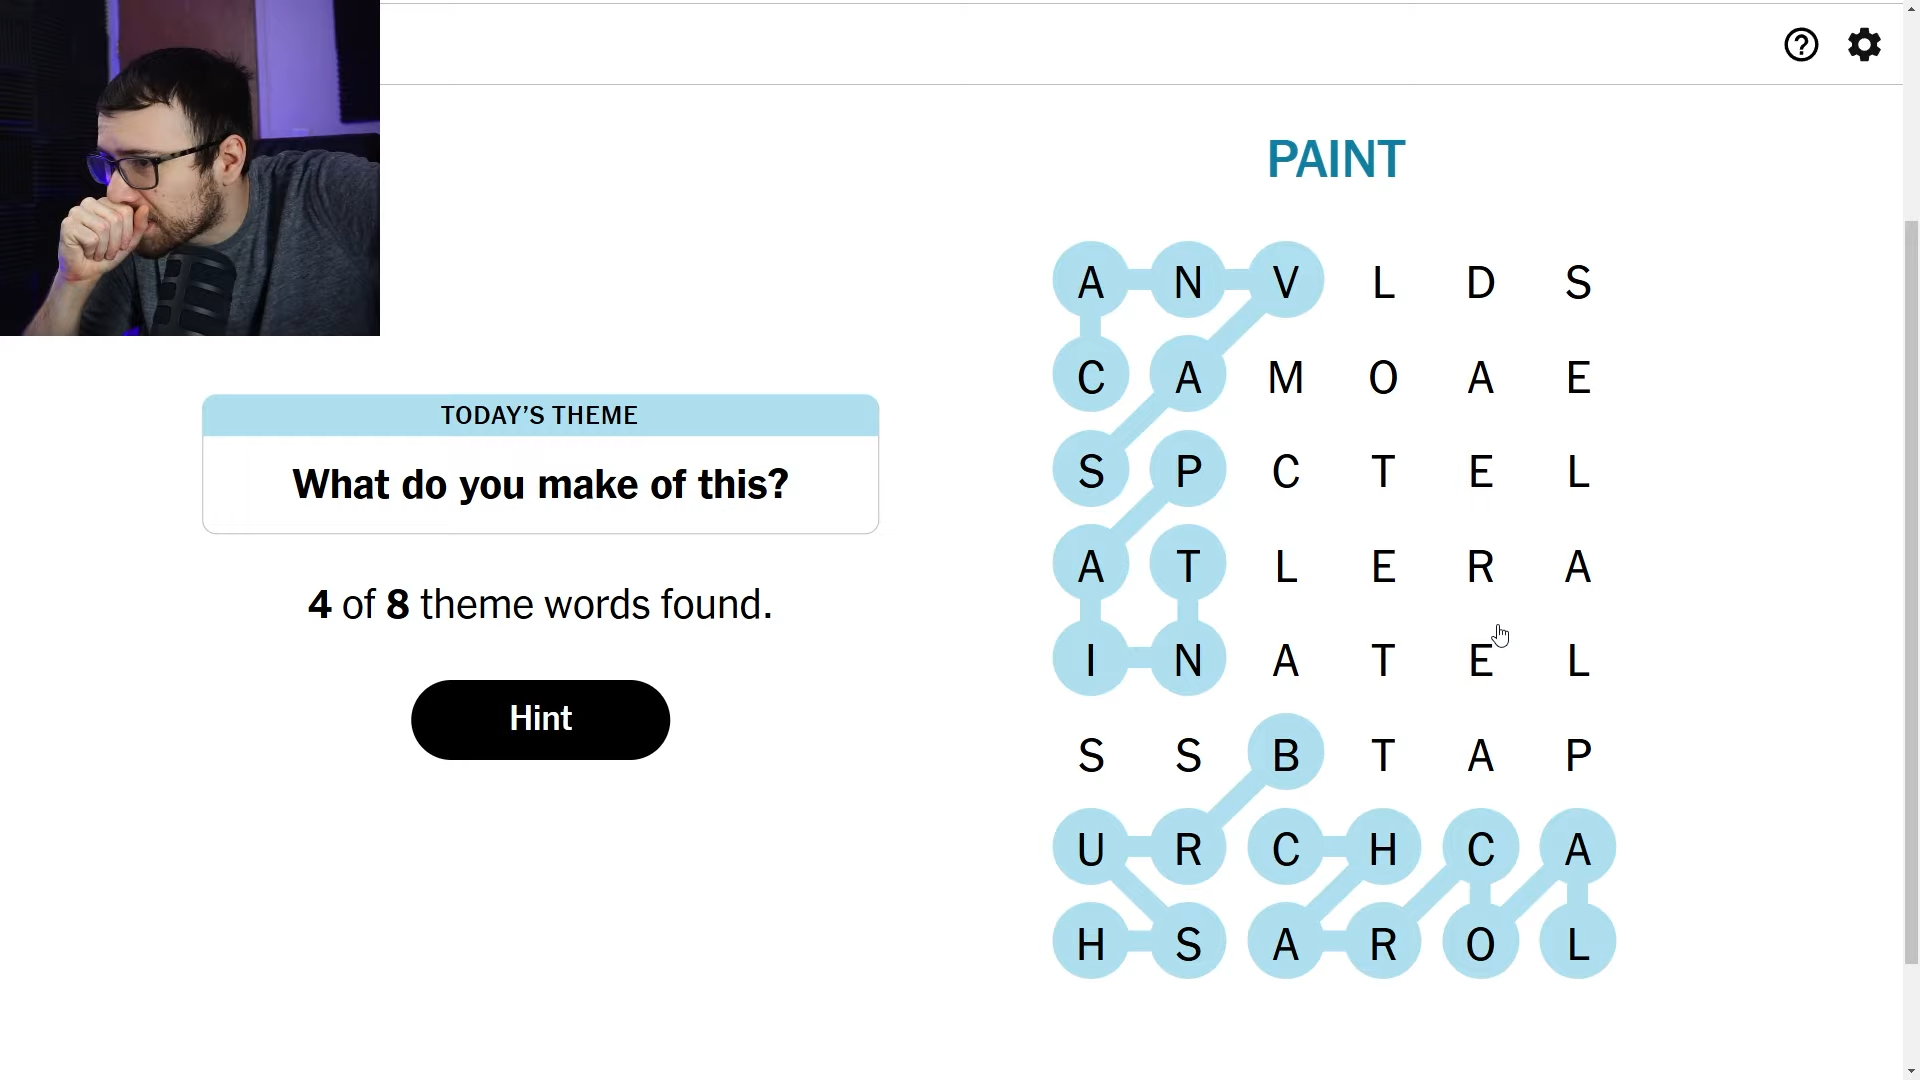 PAINT
TODAY'S THEME
What do you make of this?
4 of 8 theme words found.
Hint
A N V L D S
C A M O A E
S P C T E L
A T L E R A
I N A T E L
S S B T A P
U R C H C A
H S A R O L